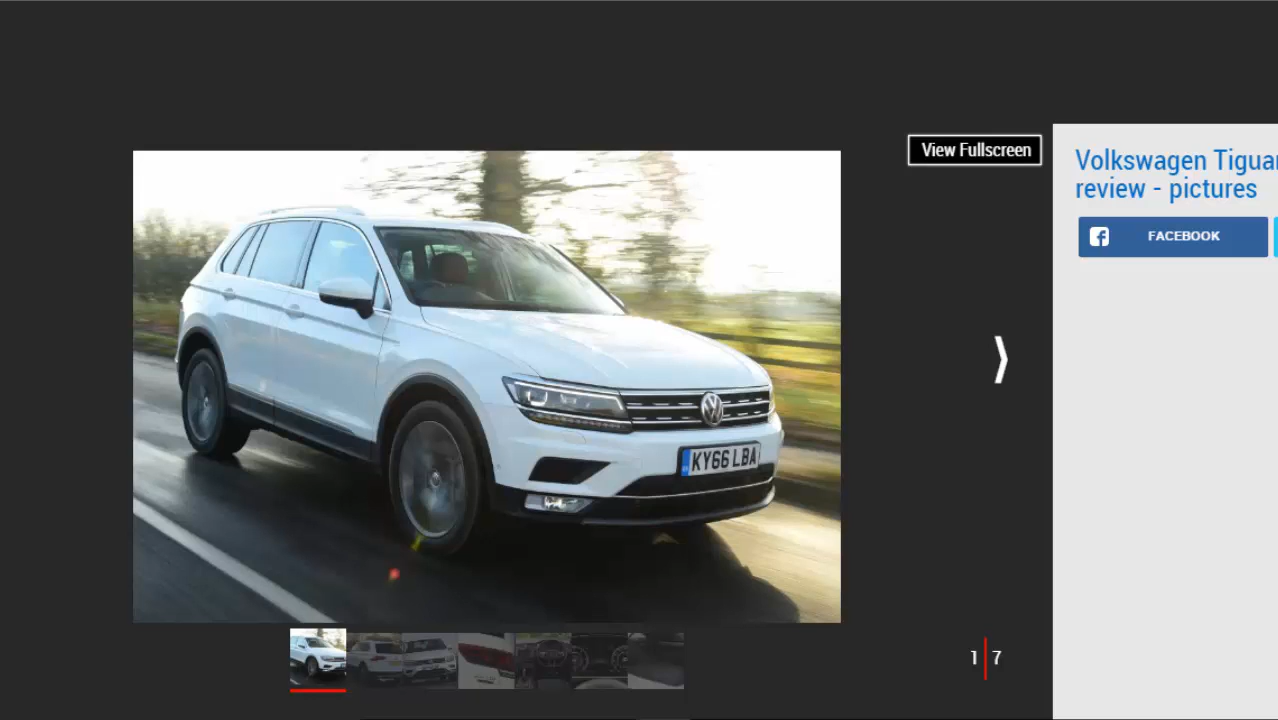 View Fullscreen
Volkswagen Tiguan
review - pictures
FACEBOOK
KY66 LBA
1 7